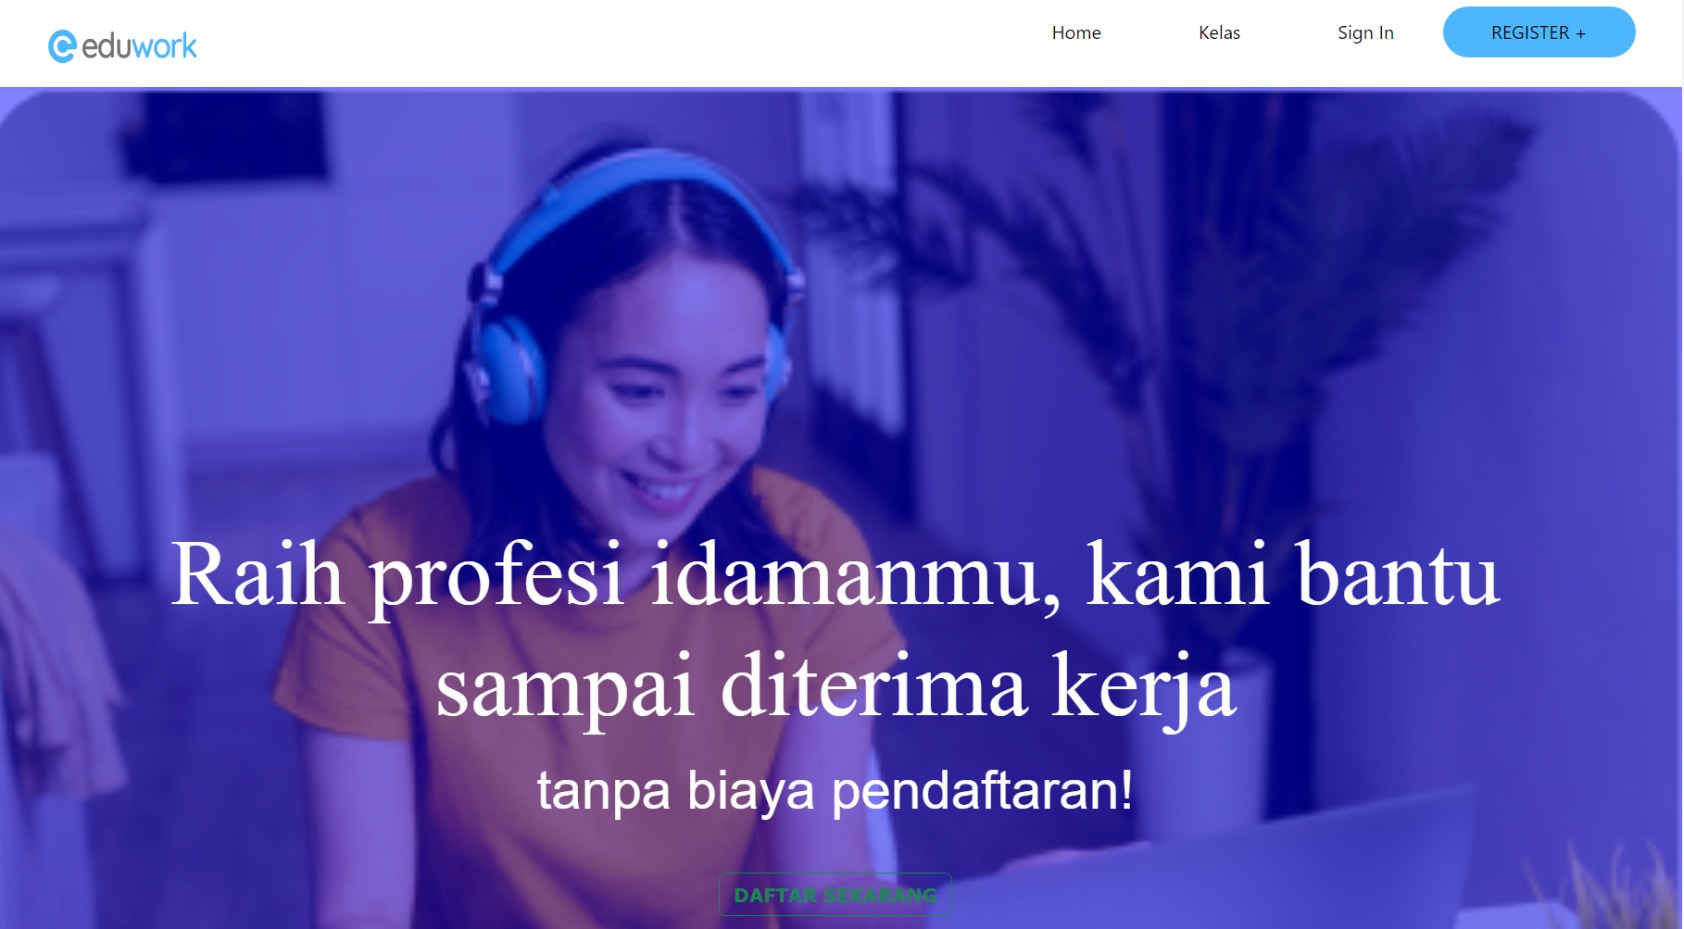 eduwork
Home
Kelas
Sign In
REGISTER +
Raih profesi idamanmu, kami bantu
sampai diterima kerja
tanpa biaya pendaftaran!
DAFTAR SEKARANG